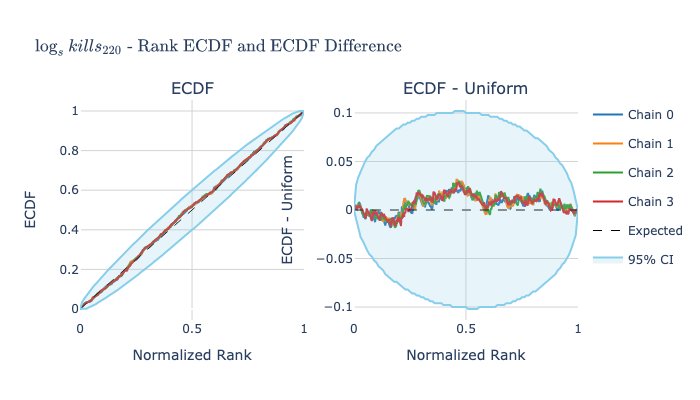 log_s kills_220 - Rank ECDF and ECDF Difference
ECDF
ECDF - Uniform
1
0.8
0.6
0.4
0.2
0
ECDF
0
0.5
1
Normalized Rank
0.1
0.05
0
−0.05
−0.1
ECDF - Uniform
0
0.5
1
Normalized Rank
Chain 0
Chain 1
Chain 2
Chain 3
Expected
95% CI